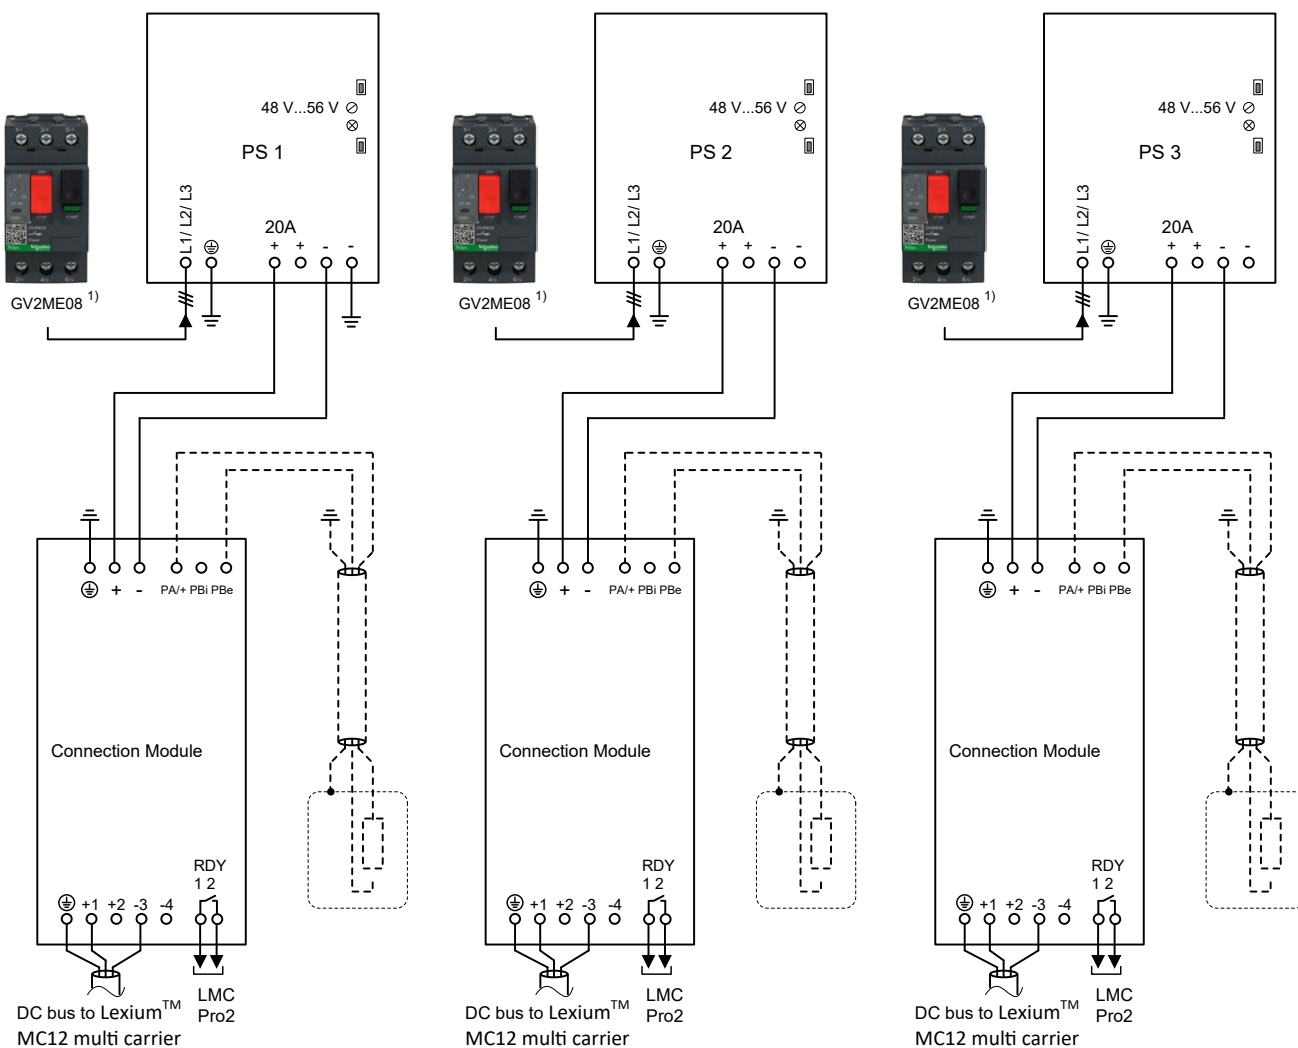 48 V...56 V
PS 1
L1/ L2/ L3
20A
+ + - -
GV2ME08 1)
+ - PA/+ PBi PBe
Connection Module
RDY
1 2
+1 +2 -3 -4
DC bus to Lexium™
MC12 multi carrier
LMC
Pro2
48 V...56 V
PS 2
L1/ L2/ L3
20A
+ + - -
GV2ME08 1)
+ - PA/+ PBi PBe
Connection Module
RDY
1 2
+1 +2 -3 -4
DC bus to Lexium™
MC12 multi carrier
LMC
Pro2
48 V...56 V
PS 3
L1/ L2/ L3
20A
+ + - -
GV2ME08 1)
+ - PA/+ PBi PBe
Connection Module
RDY
1 2
+1 +2 -3 -4
DC bus to Lexium™
MC12 multi carrier
LMC
Pro2